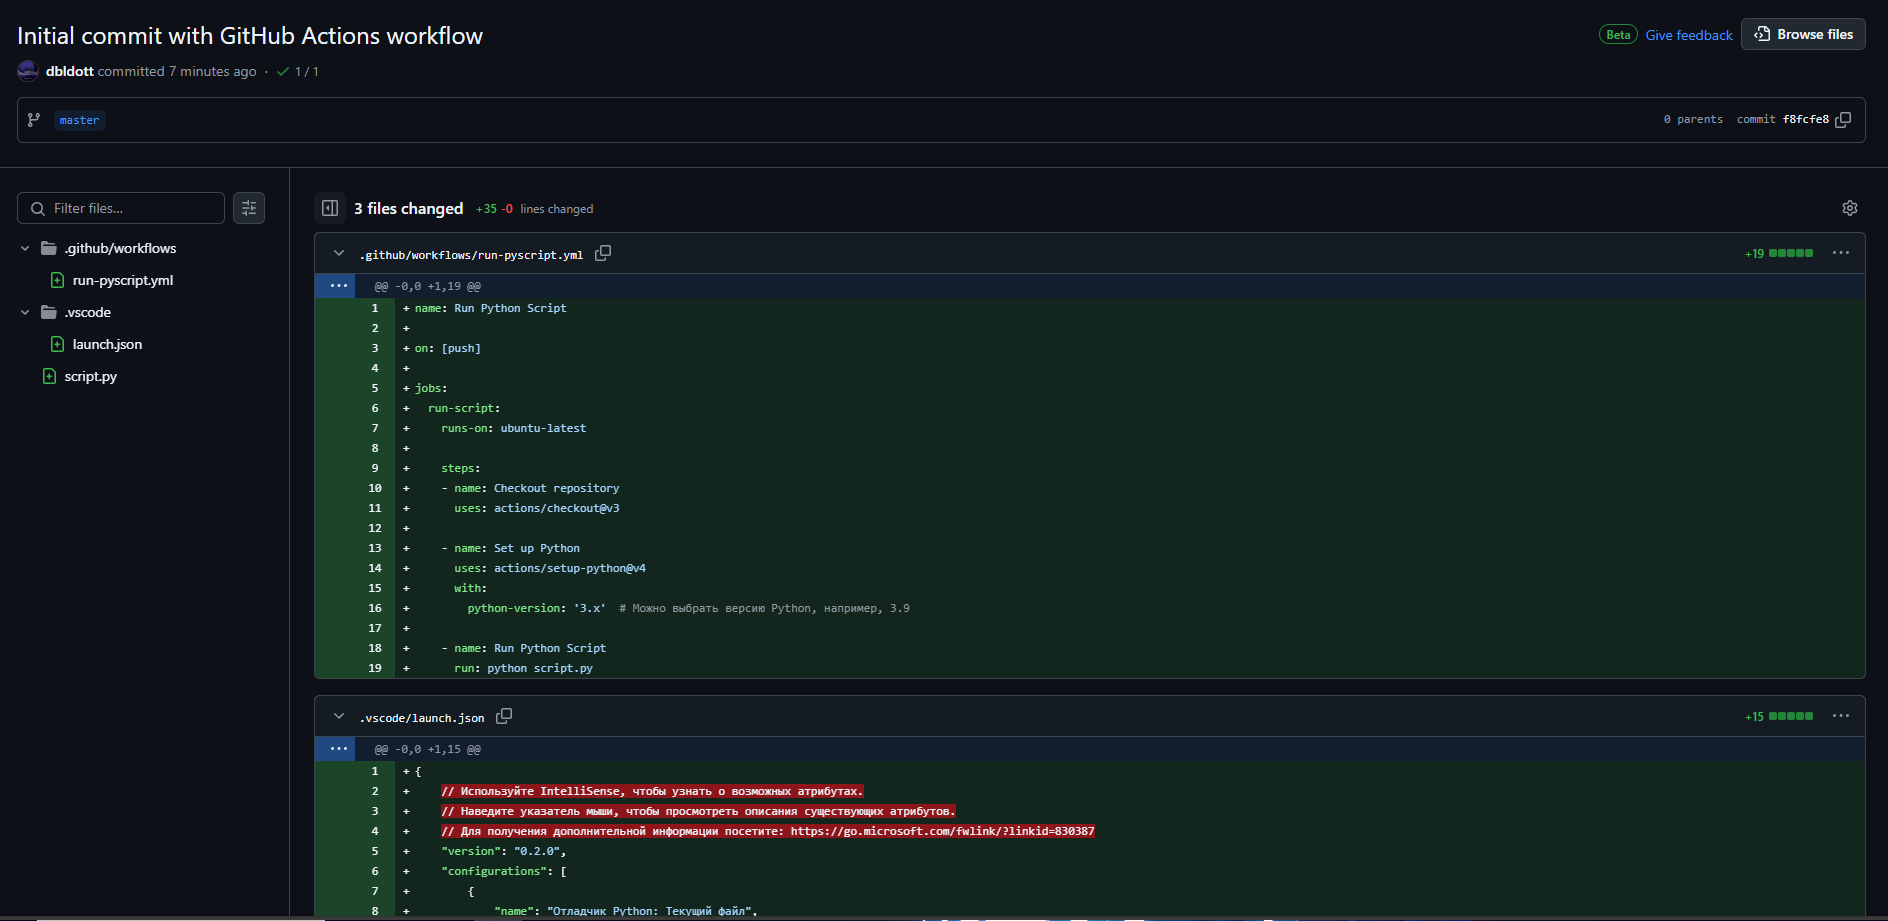 Initial commit with GitHub Actions workflow
Beta Give feedback Browse files
dbldott committed 7 minutes ago · 1 / 1
master
0 parents commit f8fcfe8
Filter files...
.github/workflows
run-pyscript.yml
.vscode
launch.json
script.py
3 files changed +35 -0 lines changed
.github/workflows/run-pyscript.yml +19
@@ -0,0 +1,19 @@
1 + name: Run Python Script
2 +
3 + on: [push]
4 +
5 + jobs:
6 + run-script:
7 + runs-on: ubuntu-latest
8 +
9 + steps:
10 + - name: Checkout repository
11 + uses: actions/checkout@v3
12 +
13 + - name: Set up Python
14 + uses: actions/setup-python@v4
15 + with:
16 + python-version: '3.x' # Можно выбрать версию Python, например, 3.9
17 +
18 + - name: Run Python Script
19 + run: python script.py
.vscode/launch.json +15
@@ -0,0 +1,15 @@
1 + {
2 + // Используйте IntelliSense, чтобы узнать о возможных атрибутах.
3 + // Наведите указатель мыши, чтобы просмотреть описания существующих атрибутов.
4 + // Для получения дополнительной информации посетите: https://go.microsoft.com/fwlink/?linkid=830387
5 + "version": "0.2.0",
6 + "configurations": [
7 + {
8 + "name": "Отладчик Python: Текущий файл",